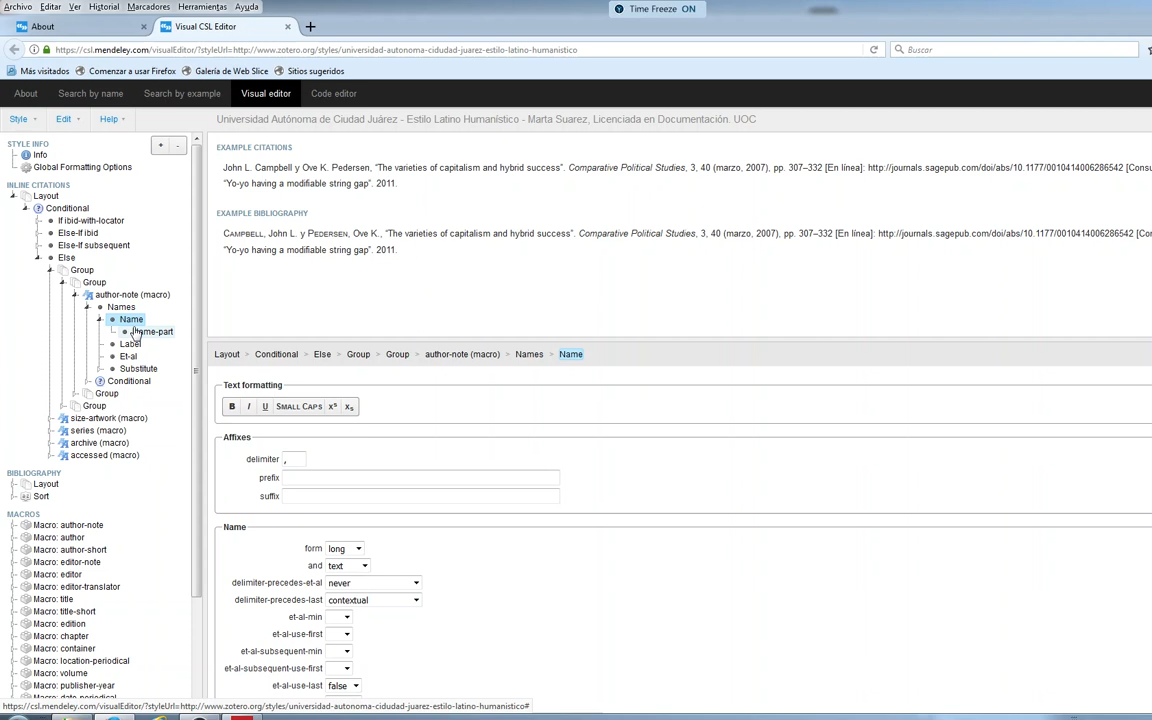 Archivo Editar Ver Historial Marcadores Herramientas Ayuda
Time Freeze ON
About × Visual CSL Editor × +
https://csl.mendeley.com/visualEditor/?styleUrl=http://www.zotero.org/styles/universidad-autonoma-cidudad-juarez-estilo-latino-humanistico Buscar
Más visitados Comenzar a usar Firefox Galería de Web Slice Sitios sugeridos
About Search by name Search by example Visual editor Code editor
Style Edit Help Universidad Autónoma de Ciudad Juárez - Estilo Latino Humanístico - Marta Suarez, Licenciada en Documentación. UOC
STYLE INFO
+ -
Info
Global Formatting Options
INLINE CITATIONS
Layout
Conditional
If ibid-with-locator
Else-If ibid
Else-If subsequent
Else
Group
Group
author-note (macro)
Names
Name
Label
Et-al
Substitute
Conditional
Group
Group
size-artwork (macro)
series (macro)
archive (macro)
accessed (macro)
BIBLIOGRAPHY
Layout
Sort
MACROS
Macro: author-note
Macro: author
Macro: author-short
Macro: editor-note
Macro: editor
Macro: editor-translator
Macro: title
Macro: title-short
Macro: edition
Macro: chapter
Macro: container
Macro: location-periodical
Macro: volume
Macro: publisher-year
Macro: date-periodical
EXAMPLE CITATIONS
John L. Campbell y Ove K. Pedersen, “The varieties of capitalism and hybrid success”. Comparative Political Studies, 3, 40 (marzo, 2007), pp. 307–332 [En línea]: http://journals.sagepub.com/doi/abs/10.1177/0010414006286542 [Consu
“Yo-yo having a modifiable string gap”. 2011.
EXAMPLE BIBLIOGRAPHY
CAMPBELL, John L. y PEDERSEN, Ove K., “The varieties of capitalism and hybrid success”. Comparative Political Studies, 3, 40 (marzo, 2007), pp. 307–332 [En línea]: http://journals.sagepub.com/doi/abs/10.1177/0010414006286542 [Co
“Yo-yo having a modifiable string gap”. 2011.
Layout > Conditional > Else > Group > Group > author-note (macro) > Names > Name
Text formatting
B I U SMALL CAPS x^s x_s
Affixes
delimiter ,
prefix
suffix
Name
form long
and text
delimiter-precedes-et-al never
delimiter-precedes-last contextual
et-al-min
et-al-use-first
et-al-subsequent-min
et-al-subsequent-use-first
et-al-use-last false
https://csl.mendeley.com/visualEditor/?styleUrl=http://www.zotero.org/styles/universidad-autonoma-cidudad-juarez-estilo-latino-humanistico#